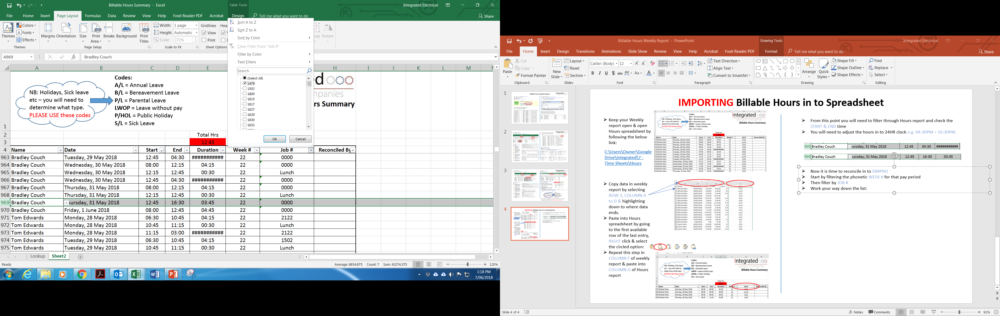 Billable Hours Summary - Excel
Table Tools
Integrated Electrical
File Home Insert Page Layout Formulas Data Review View Help Foxit Reader PDF Acrobat Design Tell me what you want to do
Share
Themes
Colors
Fonts
Effects
Margins Orientation Size Print Area Breaks Background Print Titles
Width: 1 page
Height: Automatic
Scale: 71%
Gridlines
View
Print
Rotate
Themes Page Setup Scale to Fit Sheet Options
A969
Bradley Couch
A B C D E H I J K L M
NB: Holidays, Sick leave
etc – you will need to
determine what type.
PLEASE USE these codes
Codes:
A/L = Annual Leave
B/L = Bereavement Leave
P/L = Parental Leave
LWOP = Leave without pay
P/HOL = Public Holiday
S/L = Sick Leave
Sort A to Z
Sort Z to A
Sort by Color
Clear Filter From "Job #"
Filter by Color
Text Filters
Search
(Select All)
1479
1502
1800
1815
1817
1827
1829
1830
1832
OK Cancel
1
2 Total Hrs
3 12:45
4 Name Date Start End Duration Week # Job # Reconciled By
963 Bradley Couch Tuesday, 29 May 2018 12:45 04:30 ########### 22 0000
964 Bradley Couch Wednesday, 30 May 2018 08:00 12:15 04:15 22 0000
965 Bradley Couch Wednesday, 30 May 2018 12:15 12:45 00:30 22 Lunch
966 Bradley Couch Wednesday, 30 May 2018 12:45 04:30 ########### 22 0000
967 Bradley Couch Thursday, 31 May 2018 08:00 12:15 04:15 22 0000
968 Bradley Couch Thursday, 31 May 2018 12:15 12:45 00:30 22 Lunch
969 Bradley Couch ursday, 31 May 2018 12:45 16:30 03:45 22 0000
970 Bradley Couch Friday, 1 June 2018 08:00 12:45 04:45 22 0000
971 Tom Edwards Monday, 28 May 2018 06:30 10:45 04:15 22 2122
972 Tom Edwards Monday, 28 May 2018 10:45 11:15 00:30 22 Lunch
973 Tom Edwards Monday, 28 May 2018 11:15 03:00 ########### 22 2122
974 Tom Edwards Tuesday, 29 May 2018 06:30 10:45 04:15 22 1502
975 Tom Edwards Tuesday, 29 May 2018 10:45 11:15 00:30 22 Lunch
Lookup Sheet2
Ready
Average: 8654.875 Count: 7 Sum: 43274.375
120%
1:18 PM
7/06/2018
Billable Hours Weekly Report - PowerPoint
Drawing Tools
Integrated Electrical
File Home Insert Design Transitions Animations Slide Show Review View Help Acrobat Foxit Reader PDF Format Tell me what you want to do
Share
Paste
Cut
Copy
Format Painter
New Slide
Layout
Reset
Section
Calibri (Body) 12
Text Direction
Align Text
Convert to SmartArt
Arrange
Quick Styles
Shape Fill
Shape Outline
Shape Effects
Find
Replace
Select
Clipboard Slides Font Paragraph Drawing Editing
1
2
3
4
IMPORTING Billable Hours in to Spreadsheet
Keep your Weekly
report open & open
Hours spreadsheet by
following the below
link:
C:\Users\Owner\Google
Drive\Integrated\7 -
Time Sheets\Hours
Copy data in weekly
report by selecting
ROW 2, COLUMN A
to D & highlighting
down to where data
ends.
Paste into Hours
spreadsheet by going
to the first available
row of the last entry,
RIGHT click & select
the circled option:
Repeat this step in
COLUMN F of weekly
report & paste into
COLUMN G of Hours
report
Integrated
group of companies
Billable Hours Summary
From this point you will need to filter through Hours report and check the
START & END time
You will need to adjust the hours in to 24HR clock e.g. 04:30PM = 16:30PM.
969 Bradley Couch ursday, 31 May 2018 12:45 04:30 ###########
969 Bradley Couch ursday, 31 May 2018 12:45 16:30 03:45
Now it is time to reconcile in to SIMPRO
Start by filtering the phonetic WEEK # for that pay period
Then filter by JOB #
Work your way down the list:
Integrated
group of companies
Billable Hours Summary
Slide 4 of 4
Notes Comments
92%